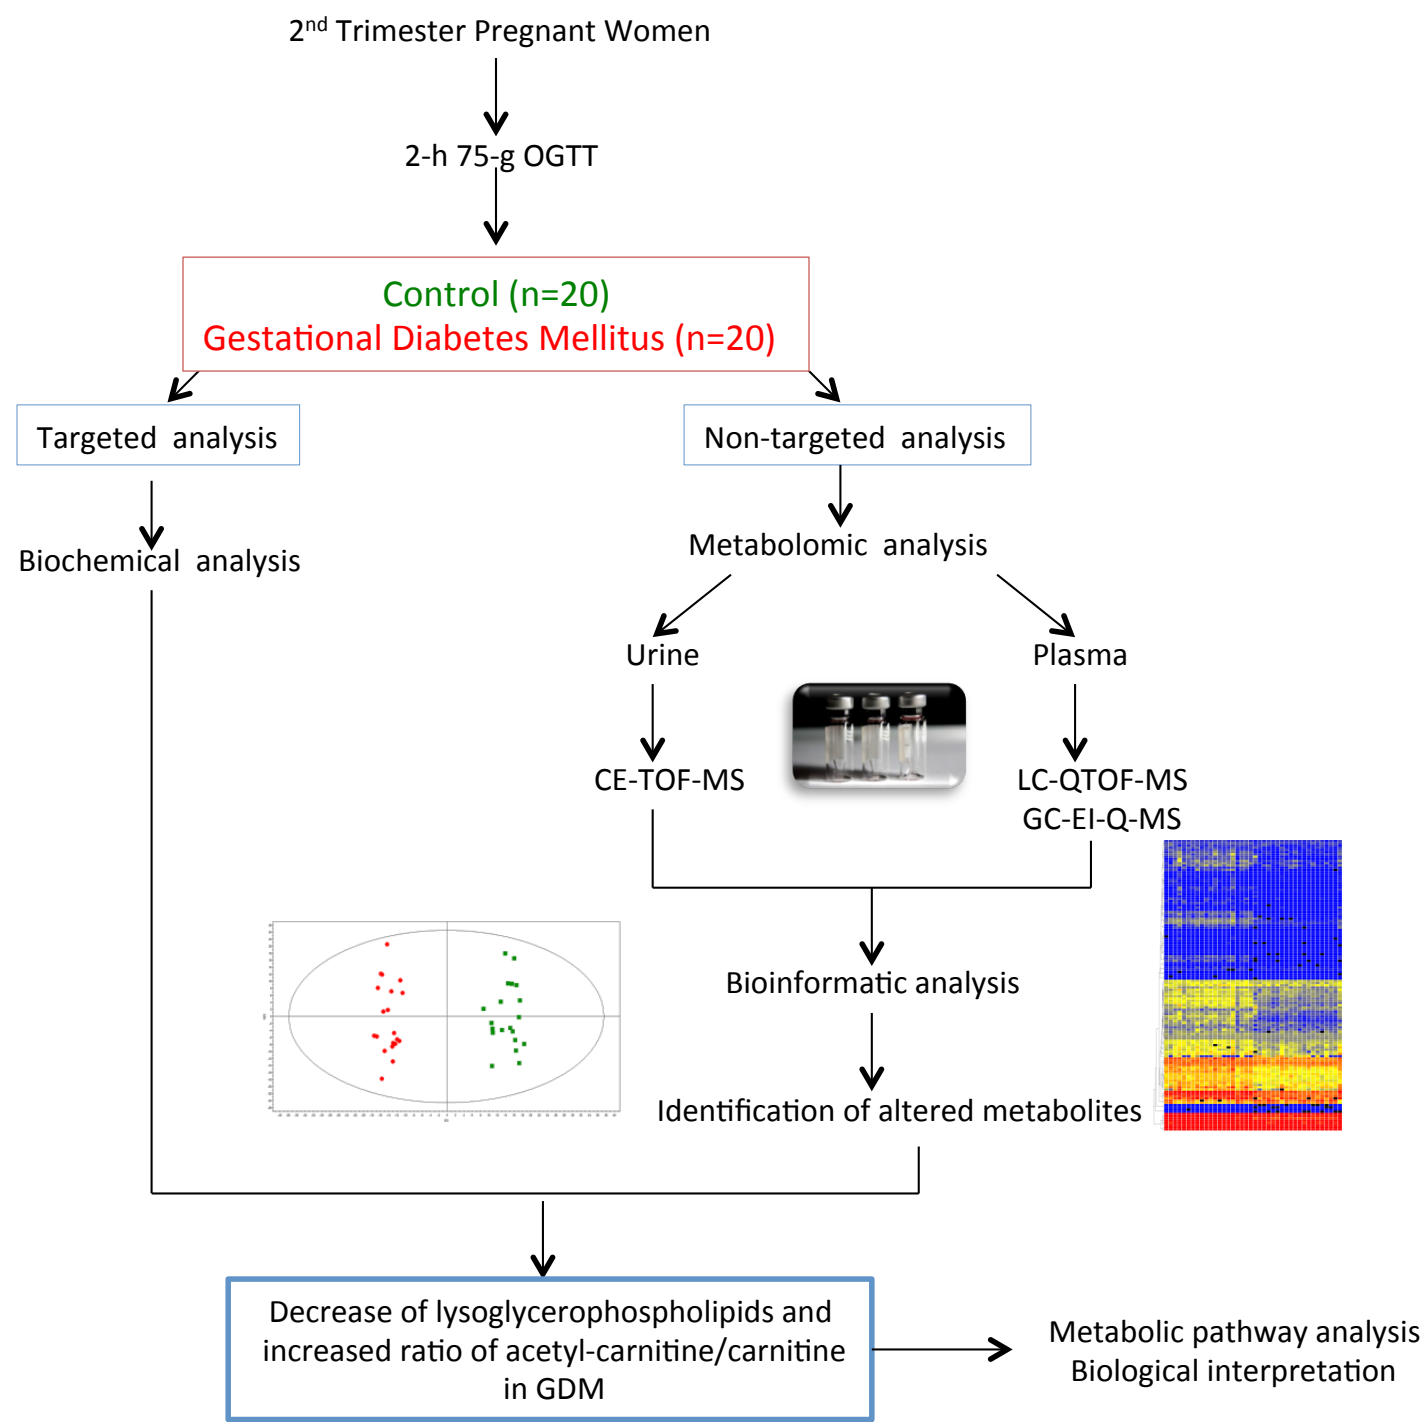 2nd Trimester Pregnant Women
2-h 75-g OGTT
Control (n=20)
Gestational Diabetes Mellitus (n=20)
Targeted analysis
Non-targeted analysis
Biochemical analysis
Metabolomic analysis
Urine
Plasma
CE-TOF-MS
LC-QTOF-MS
GC-EI-Q-MS
Bioinformatic analysis
Identification of altered metabolites
Decrease of lysoglycerophospholipids and
increased ratio of acetyl-carnitine/carnitine
in GDM
Metabolic pathway analysis
Biological interpretation